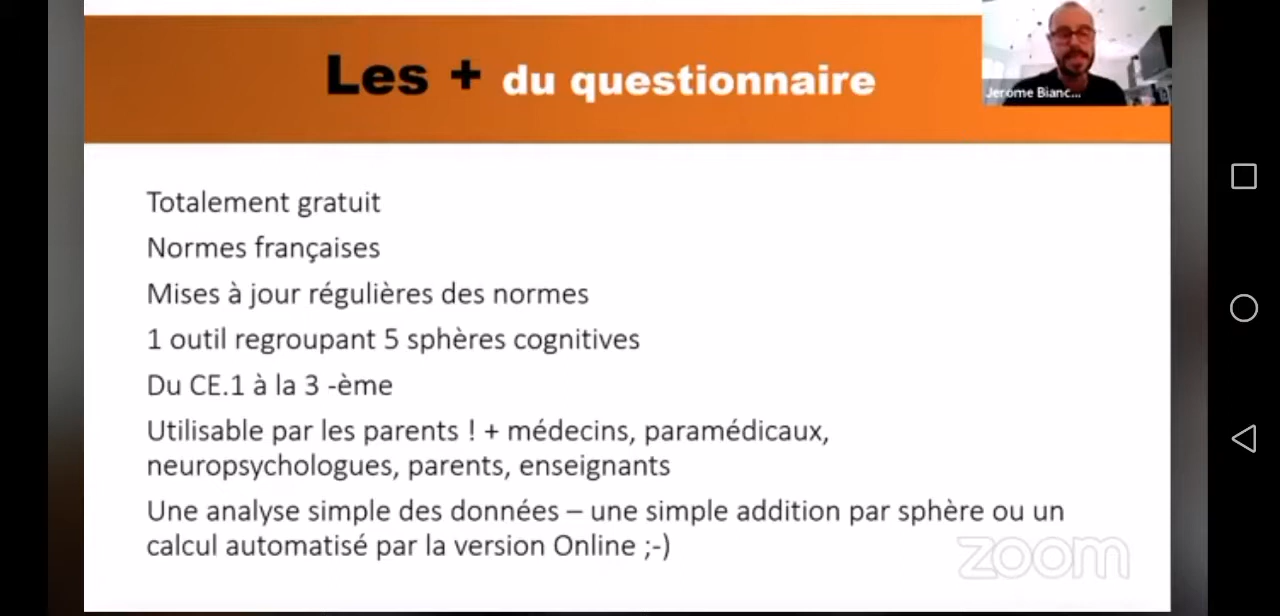 Les + du questionnaire
Jerome Bianc...
Totalement gratuit
Normes françaises
Mises à jour régulières des normes
1 outil regroupant 5 sphères cognitives
Du CE.1 à la 3 -ème
Utilisable par les parents ! + médecins, paramédicaux,
neuropsychologues, parents, enseignants
Une analyse simple des données – une simple addition par sphère ou un
calcul automatisé par la version Online ;-)
zoom